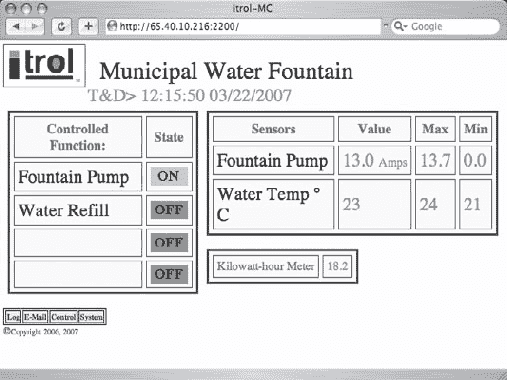 itrol-MC
http://65.40.10.216:2200/
Google
itrol
Municipal Water Fountain
T&D> 12:15:50 03/22/2007
Controlled Function:
State
Fountain Pump
ON
Water Refill
OFF
OFF
OFF
Sensors
Value
Max
Min
Fountain Pump
13.0 Amps
13.7
0.0
Water Temp °
C
23
24
21
Kilowatt-hour Meter
18.2
Log E-Mail Control System
©Copyright 2006, 2007